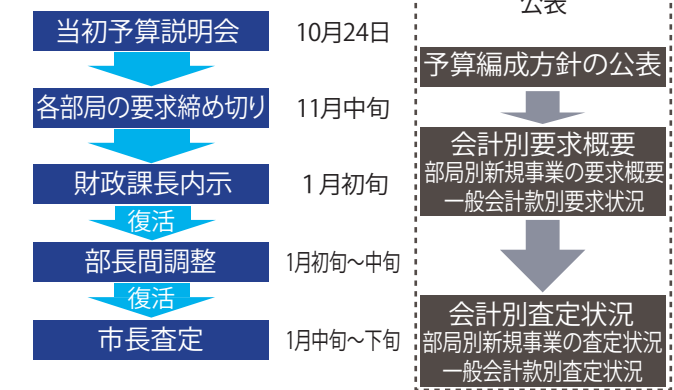 公表
当初予算説明会 10月24日
予算編成方針の公表
各部局の要求締め切り 11月中旬
会計別要求概要
部局別新規事業の要求概要
一般会計款別要求状況
財政課長内示 1月初旬
復活
部長間調整 1月初旬～中旬
復活
市長査定 1月中旬～下旬
会計別査定状況
部局別新規事業の査定状況
一般会計款別査定状況